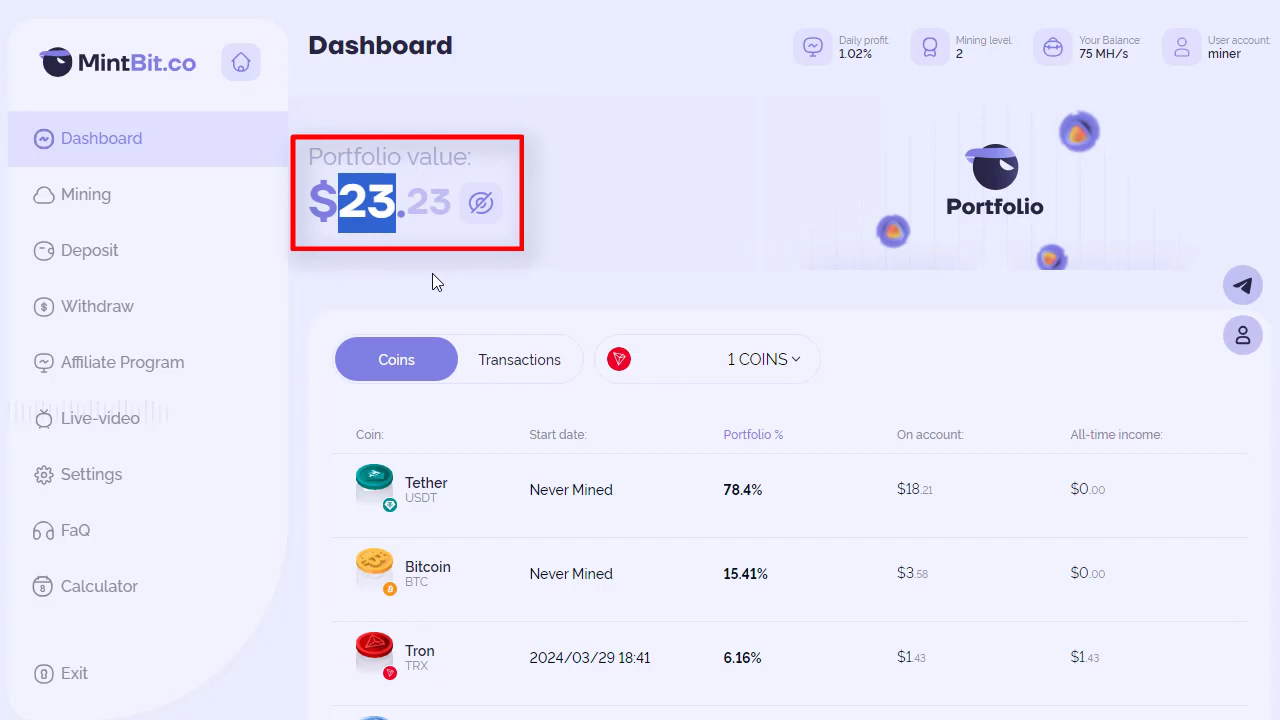 MintBit.co
Dashboard
Mining
Deposit
Withdraw
Affiliate Program
Live-video
Settings
FaQ
Calculator
Exit
Dashboard
Daily profit:
1.02%
Mining level:
2
Your Balance:
75 MH/s
User account:
miner
Portfolio value:
$23.23
Portfolio
Coins
Transactions
1 COINS
Coin:
Start date:
Portfolio %
On account:
All-time income:
Tether
USDT
Never Mined
78.4%
$18.21
$0.00
Bitcoin
BTC
Never Mined
15.41%
$3.58
$0.00
Tron
TRX
2024/03/29 18:41
6.16%
$1.43
$1.43